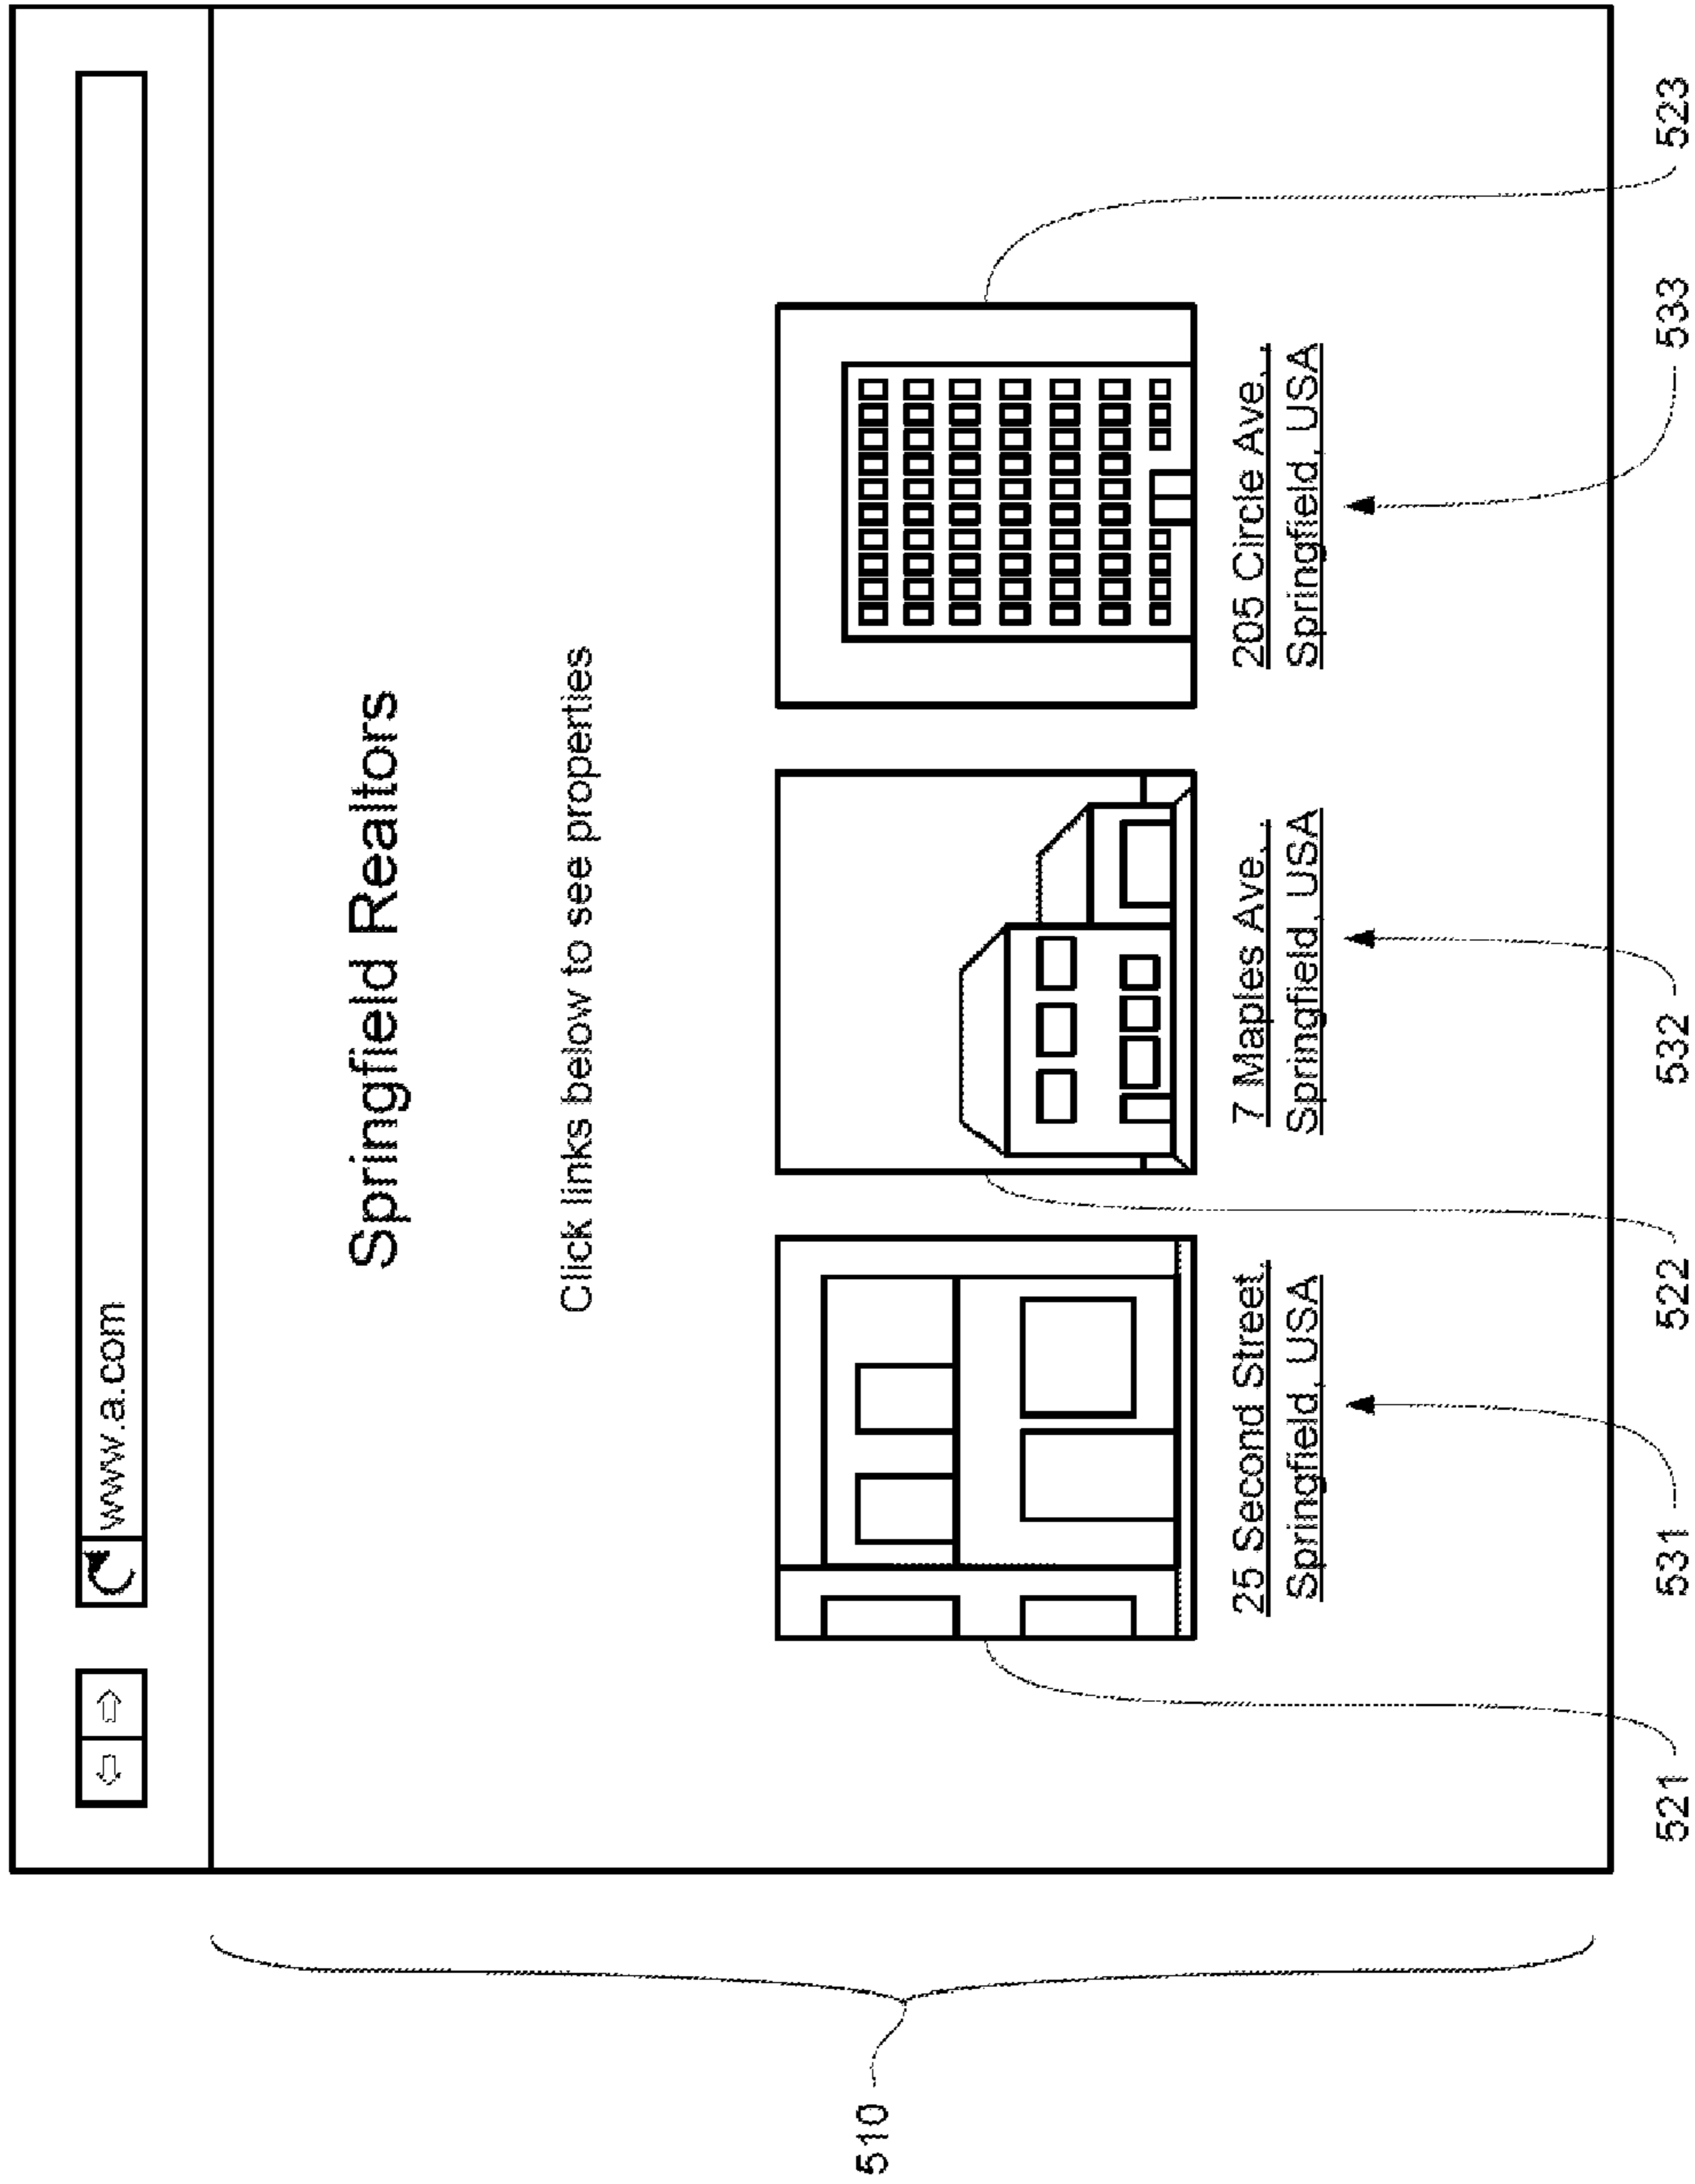 www.a.com
Springfield Realtors
Click links below to see properties
25 Second Street,
Springfield, USA
7 Maples Ave.,
Springfield, USA
205 Circle Ave.,
Springfield, USA
510
521
531
522
532
533
523